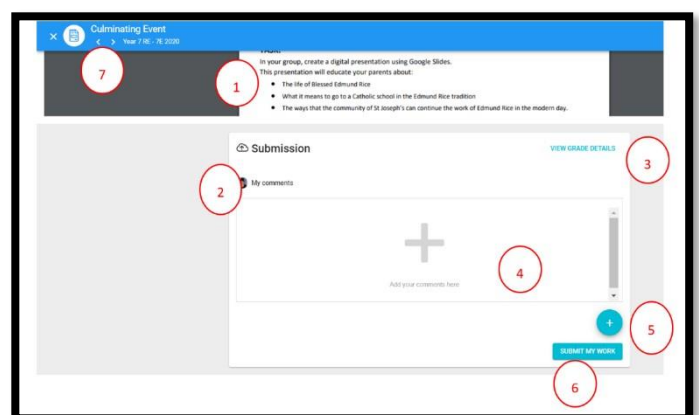 Culminating Event
Year 7 RE - 7E 2020
7
TASK:
In your group, create a digital presentation using Google Slides.
This presentation will educate your parents about:
1
• The life of Blessed Edmund Rice
• What it means to go to a Catholic school in the Edmund Rice tradition
• The ways that the community of St Joseph's can continue the work of Edmund Rice in the modern day.
Submission
VIEW GRADE DETAILS
3
2
My comments
4
Add your comments here
+
5
SUBMIT MY WORK
6